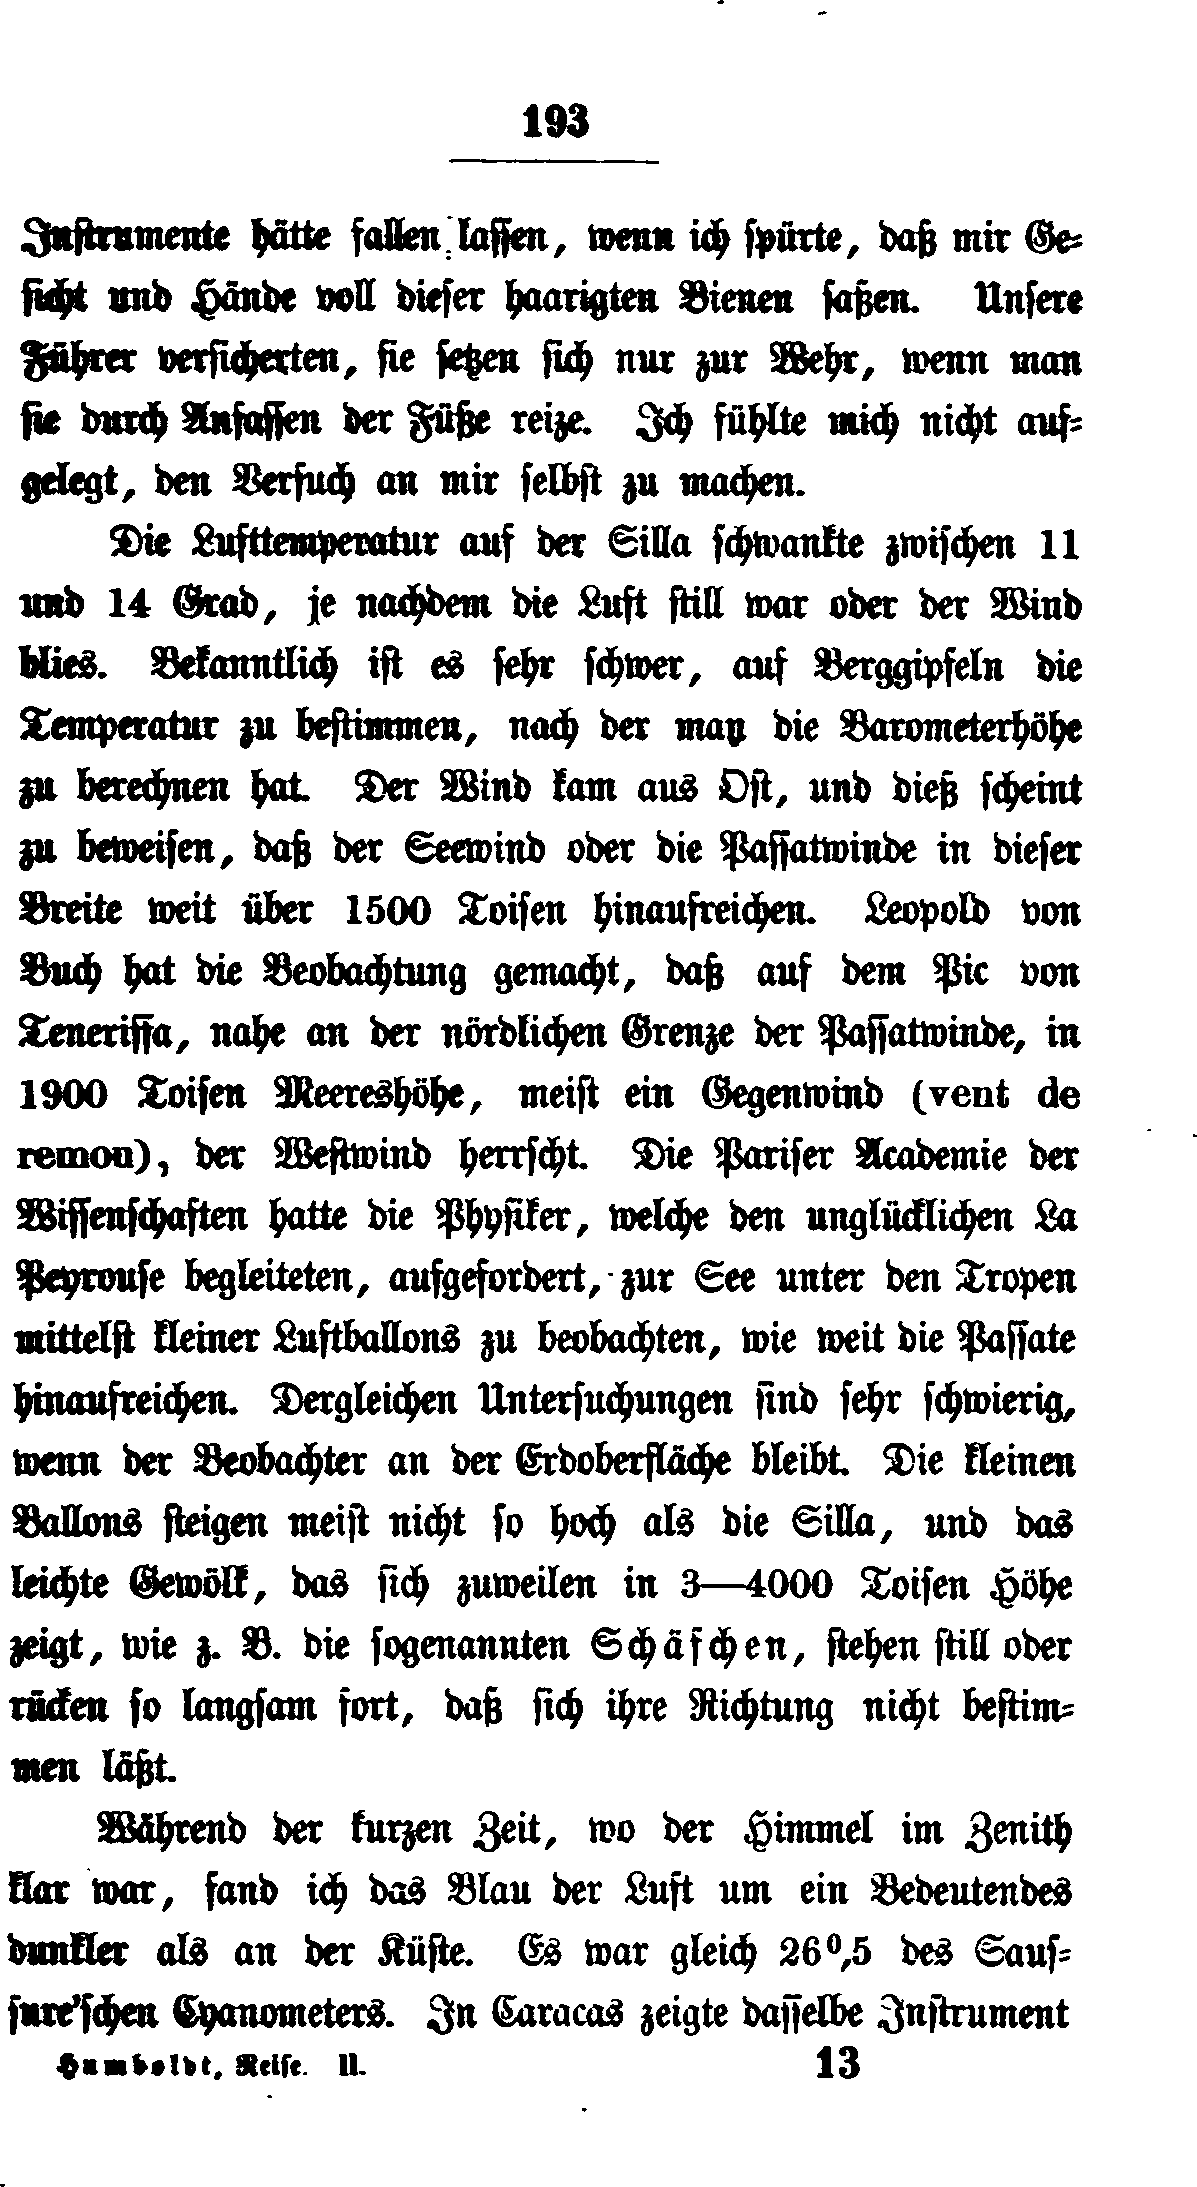 193
Instrumente hätte fallen lassen, wenn ich spürte, daß mir Ge-
sicht und Hände voll dieser haarigten Bienen saßen. Unsere
Führer versicherten, sie setzen sich nur zur Wehr, wenn man
sie durch Anfassen der Füße reize. Ich fühlte mich nicht auf-
gelegt, den Versuch an mir selbst zu machen.
Die Lufttemperatur auf der Silla schwankte zwischen 11
und 14 Grad, je nachdem die Luft still war oder der Wind
blies. Bekanntlich ist es sehr schwer, auf Berggipfeln die
Temperatur zu bestimmen, nach der man die Barometerhöhe
zu berechnen hat. Der Wind kam aus Ost, und dieß scheint
zu beweisen, daß der Seewind oder die Passatwinde in dieser
Breite weit über 1500 Toisen hinaufreichen. Leopold von
Buch hat die Beobachtung gemacht, daß auf dem Pic von
Teneriffa, nahe an der nördlichen Grenze der Passatwinde, in
1900 Toisen Meereshöhe, meist ein Gegenwind (vent de
remou), der Westwind herrscht. Die Pariser Academie der
Wissenschaften hatte die Physiker, welche den unglücklichen La
Peyrouse begleiteten, aufgefordert, zur See unter den Tropen
mittelst kleiner Luftballons zu beobachten, wie weit die Passate
hinaufreichen. Dergleichen Untersuchungen sind sehr schwierig,
wenn der Beobachter an der Erdoberfläche bleibt. Die kleinen
Ballons steigen meist nicht so hoch als die Silla, und das
leichte Gewölk, das sich zuweilen in 3—4000 Toisen Höhe
zeigt, wie z. B. die sogenannten Schäfchen, stehen still oder
rücken so langsam fort, daß sich ihre Richtung nicht bestim-
men läßt.
Während der kurzen Zeit, wo der Himmel im Zenith
klar war, fand ich das Blau der Luft um ein Bedeutendes
dunkler als an der Küste. Es war gleich 26⁰,5 des Saus-
sure'schen Cyanometers. In Caracas zeigte dasselbe Instrument
Humboldt, Reise. II. 13